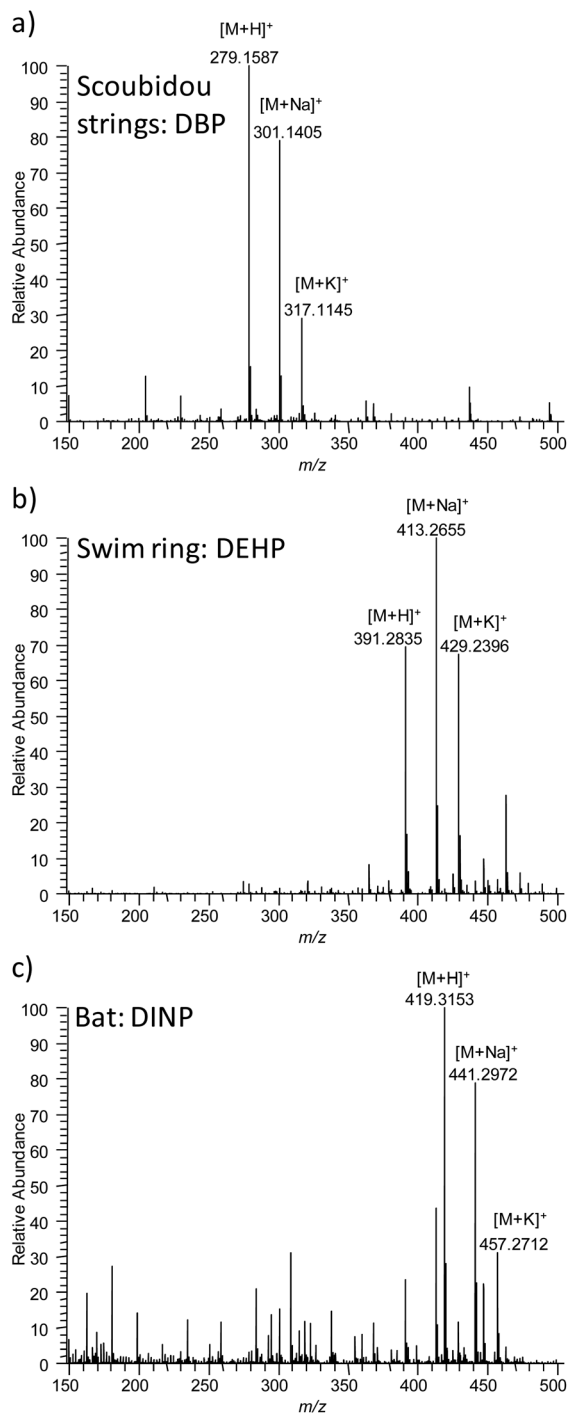 a)
[M+H]+
279.1587
Scoubidou
strings: DBP
[M+Na]+
301.1405
[M+K]+
317.1145
Relative Abundance
100
90
80
70
60
50
40
30
20
10
0
150 200 250 300 350 400 450 500
m/z
b)
Swim ring: DEHP
[M+Na]+
413.2655
[M+H]+
391.2835
[M+K]+
429.2396
Relative Abundance
100
90
80
70
60
50
40
30
20
10
0
150 200 250 300 350 400 450 500
m/z
c)
Bat: DINP
[M+H]+
419.3153
[M+Na]+
441.2972
[M+K]+
457.2712
Relative Abundance
100
90
80
70
60
50
40
30
20
10
0
150 200 250 300 350 400 450 500
m/z